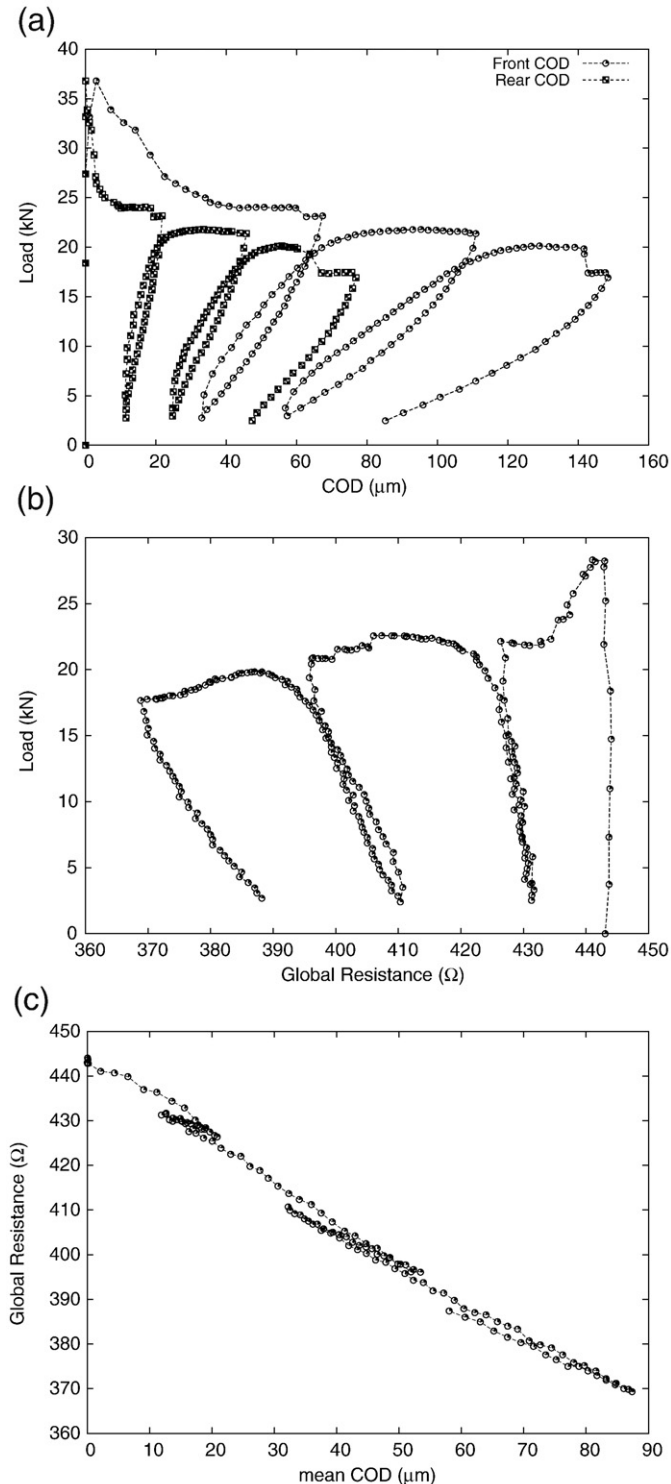 (a)
40
35
30
25
20
15
10
5
0
Load (kN)
Front COD
Rear COD
0 20 40 60 80 100 120 140 160
COD (μm)
(b)
30
25
20
15
10
5
0
Load (kN)
360 370 380 390 400 410 420 430 440 450
Global Resistance (Ω)
(c)
450
440
430
420
410
400
390
380
370
360
Global Resistance (Ω)
0 10 20 30 40 50 60 70 80 90
mean COD (μm)